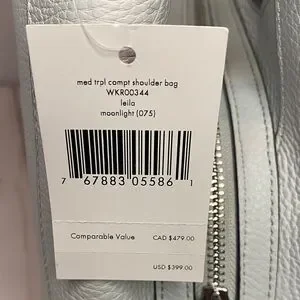 med trpl compt shoulder bag
WKR00344
leila
moonlight (075)
7 67883 05586 1
Comparable Value CAD $479.00
USD $399.00